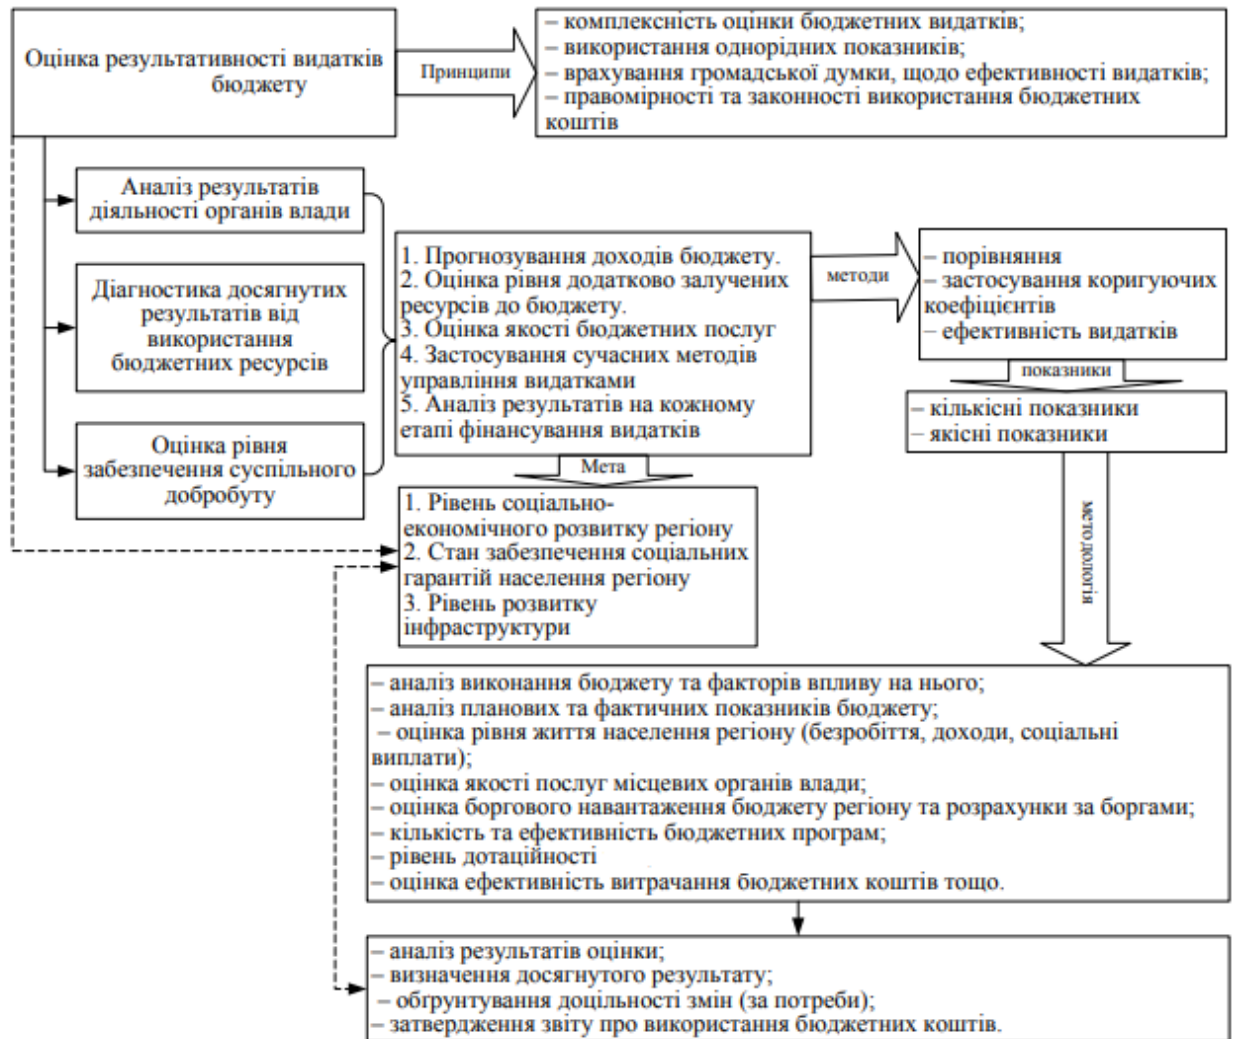 Оцінка результативності видатків
бюджету
Принципи
– комплексність оцінки бюджетних видатків;
– використання однорідних показників;
– врахування громадської думки, щодо ефективності видатків;
– правомірності та законності використання бюджетних
коштів
Аналіз результатів
діяльності органів влади
Діагностика досягнутих
результатів від
використання
бюджетних ресурсів
Оцінка рівня
забезпечення суспільного
добробуту
1. Прогнозування доходів бюджету.
2. Оцінка рівня додатково залучених
ресурсів до бюджету.
3. Оцінка якості бюджетних послуг
4. Застосування сучасних методів
управління видатками
5. Аналіз результатів на кожному
етапі фінансування видатків
методи
– порівняння
– застосування коригуючих
коефіцієнтів
– ефективність видатків
показники
– кількісні показники
– якісні показники
Мета
1. Рівень соціально-
економічного розвитку регіону
2. Стан забезпечення соціальних
гарантій населення регіону
3. Рівень розвитку
інфраструктури
методологія
– аналіз виконання бюджету та факторів впливу на нього;
– аналіз планових та фактичних показників бюджету;
– оцінка рівня життя населення регіону (безробіття, доходи, соціальні
виплати);
– оцінка якості послуг місцевих органів влади;
– оцінка боргового навантаження бюджету регіону та розрахунки за боргами;
– кількість та ефективність бюджетних програм;
– рівень дотаційності
– оцінка ефективність витрачання бюджетних коштів тощо.
– аналіз результатів оцінки;
– визначення досягнутого результату;
– обґрунтування доцільності змін (за потреби);
– затвердження звіту про використання бюджетних коштів.